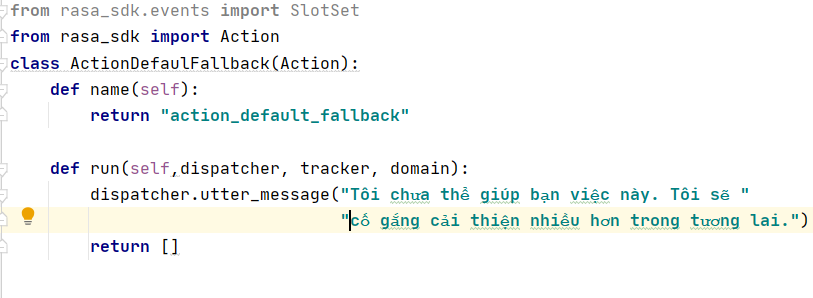 from rasa_sdk.events import SlotSet
from rasa_sdk import Action
class ActionDefaulFallback(Action):
def name(self):
return "action_default_fallback"
def run(self,dispatcher, tracker, domain):
dispatcher.utter_message("Tôi chưa thể giúp bạn việc này. Tôi sẽ "
"cố gắng cải thiện nhiều hơn trong tương lai.")
return []